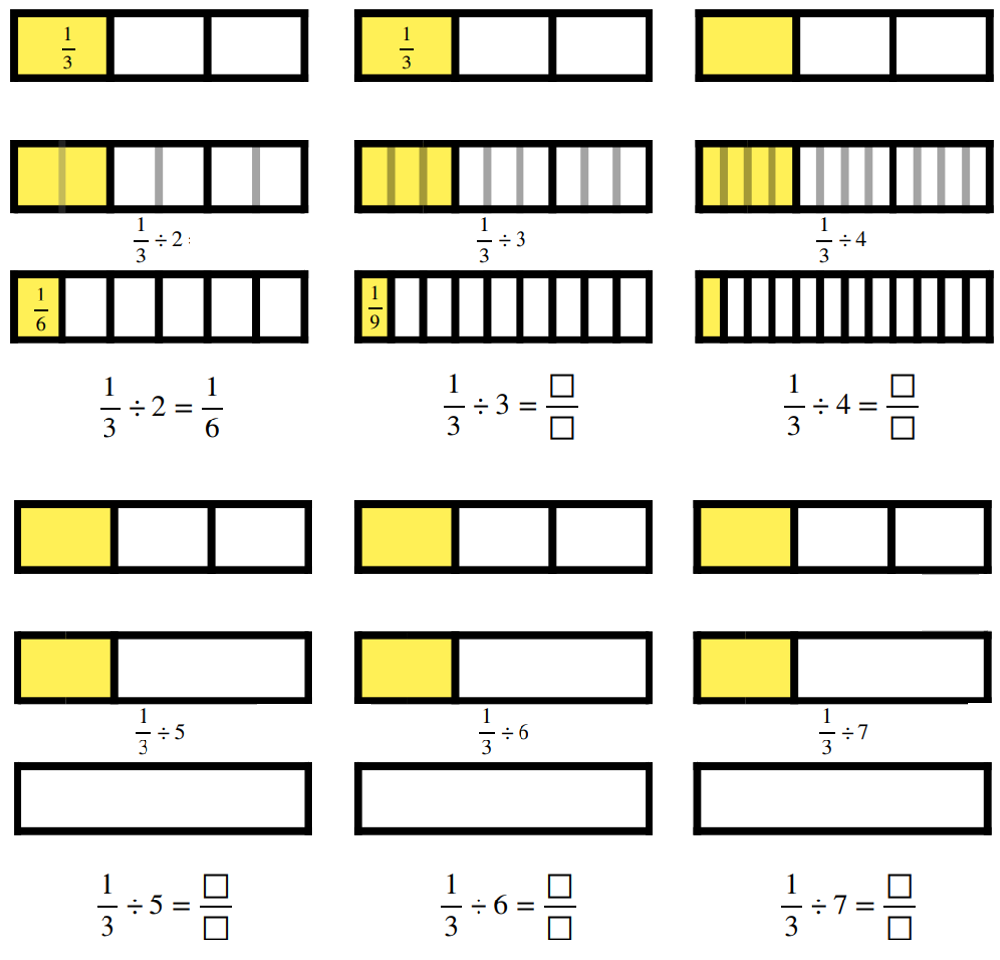 1/3 1/3
1/3 ÷ 2 : 1/3 ÷ 3 1/3 ÷ 4
1/6 1/9
1/3 ÷ 2 = 1/6 1/3 ÷ 3 = □/□ 1/3 ÷ 4 = □/□
1/3 ÷ 5 1/3 ÷ 6 1/3 ÷ 7
1/3 ÷ 5 = □/□ 1/3 ÷ 6 = □/□ 1/3 ÷ 7 = □/□